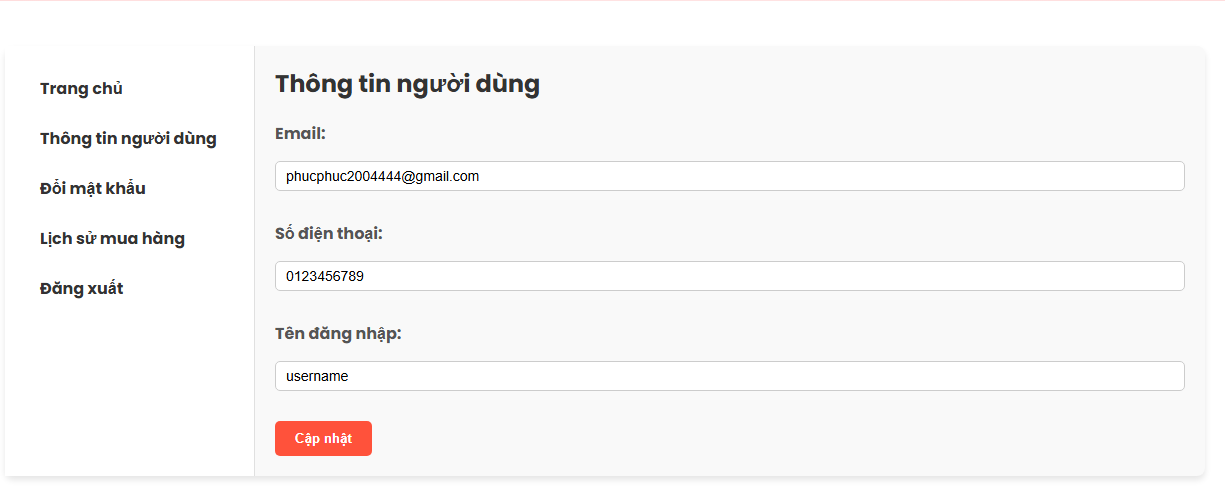 Trang chủ
Thông tin người dùng
Đổi mật khẩu
Lịch sử mua hàng
Đăng xuất
Thông tin người dùng
Email:
phucphuc2004444@gmail.com
Số điện thoại:
0123456789
Tên đăng nhập:
username
Cập nhật